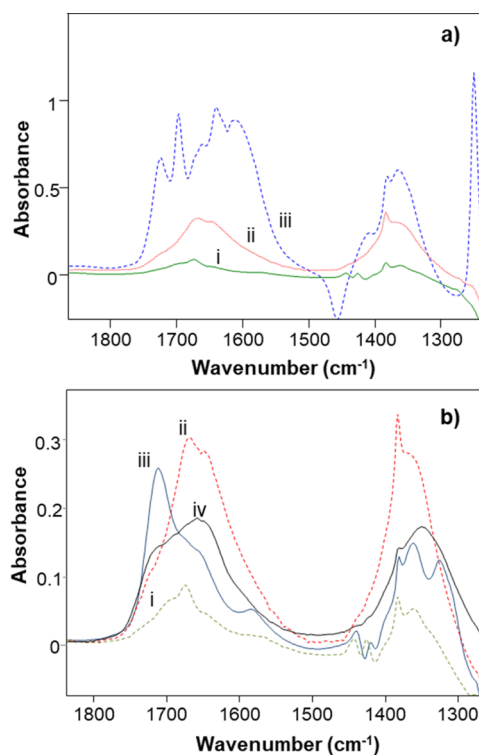 a)
1
0.5
0
Absorbance
iii
ii
i
1800 1700 1600 1500 1400 1300
Wavenumber (cm⁻¹)
b)
0.3
0.2
0.1
0
Absorbance
ii
iii
iv
i
1800 1700 1600 1500 1400 1300
Wavenumber (cm⁻¹)